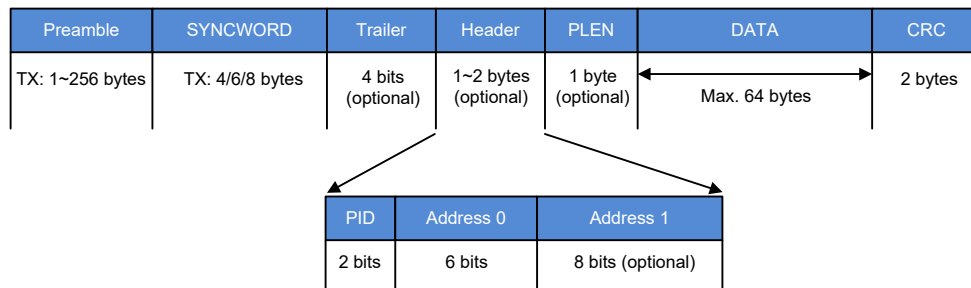 Preamble SYNCWORD Trailer Header PLEN DATA CRC
TX: 1~256 bytes TX: 4/6/8 bytes 4 bits (optional) 1~2 bytes (optional) 1 byte (optional) Max. 64 bytes 2 bytes
PID Address 0 Address 1
2 bits 6 bits 8 bits (optional)